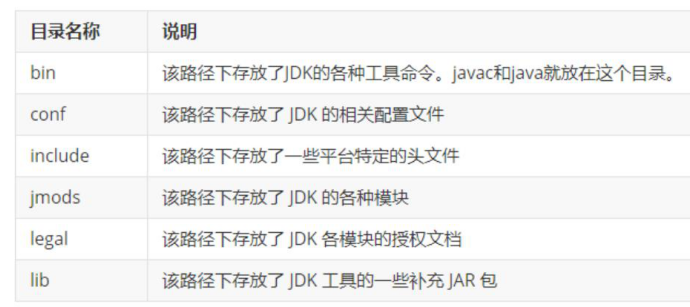 目录名称 说明
bin 该路径下存放了JDK的各种工具命令。javac和java就放在这个目录。
conf 该路径下存放了 JDK 的相关配置文件
include 该路径下存放了一些平台特定的头文件
jmods 该路径下存放了 JDK 的各种模块
legal 该路径下存放了 JDK 各模块的授权文档
lib 该路径下存放了 JDK 工具的一些补充 JAR 包